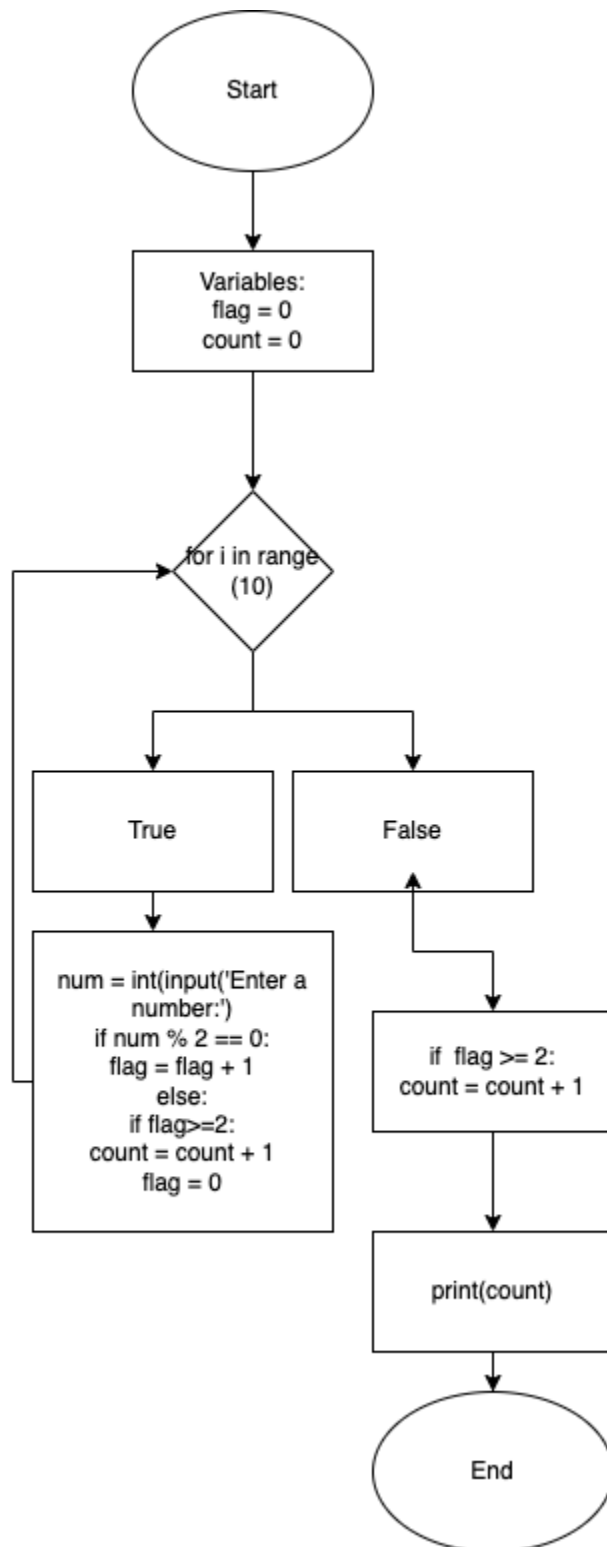 Start
Variables:
flag = 0
count = 0
for i in range
(10)
True
False
num = int(input('Enter a
number:')
if num % 2 == 0:
flag = flag + 1
else:
if flag>=2:
count = count + 1
flag = 0
if flag >= 2:
count = count + 1
print(count)
End